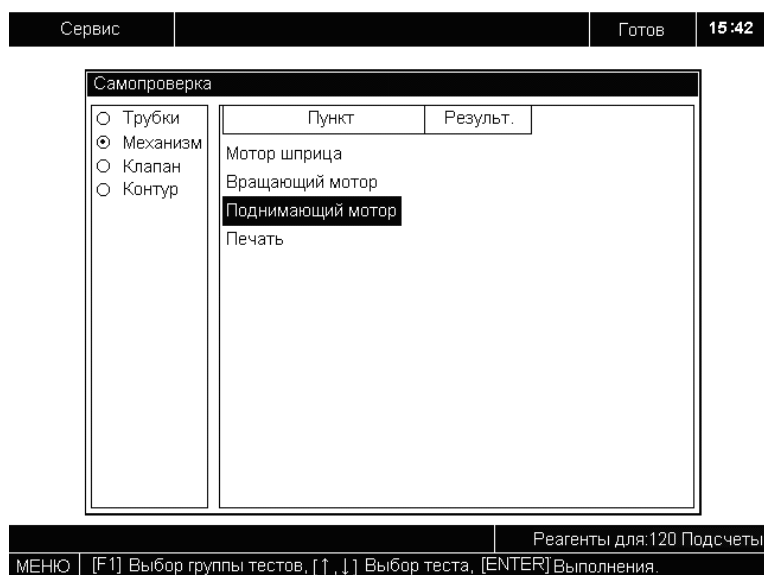 Сервис Готов 15:42
Самопроверка
Трубки
Механизм
Клапан
Контур
Пункт Результ.
Мотор шприца
Вращающий мотор
Поднимающий мотор
Печать
Реагенты для:120 Подсчеты
МЕНЮ [F1] Выбор группы тестов, [↑,↓] Выбор теста, [ENTER] Выполнения.